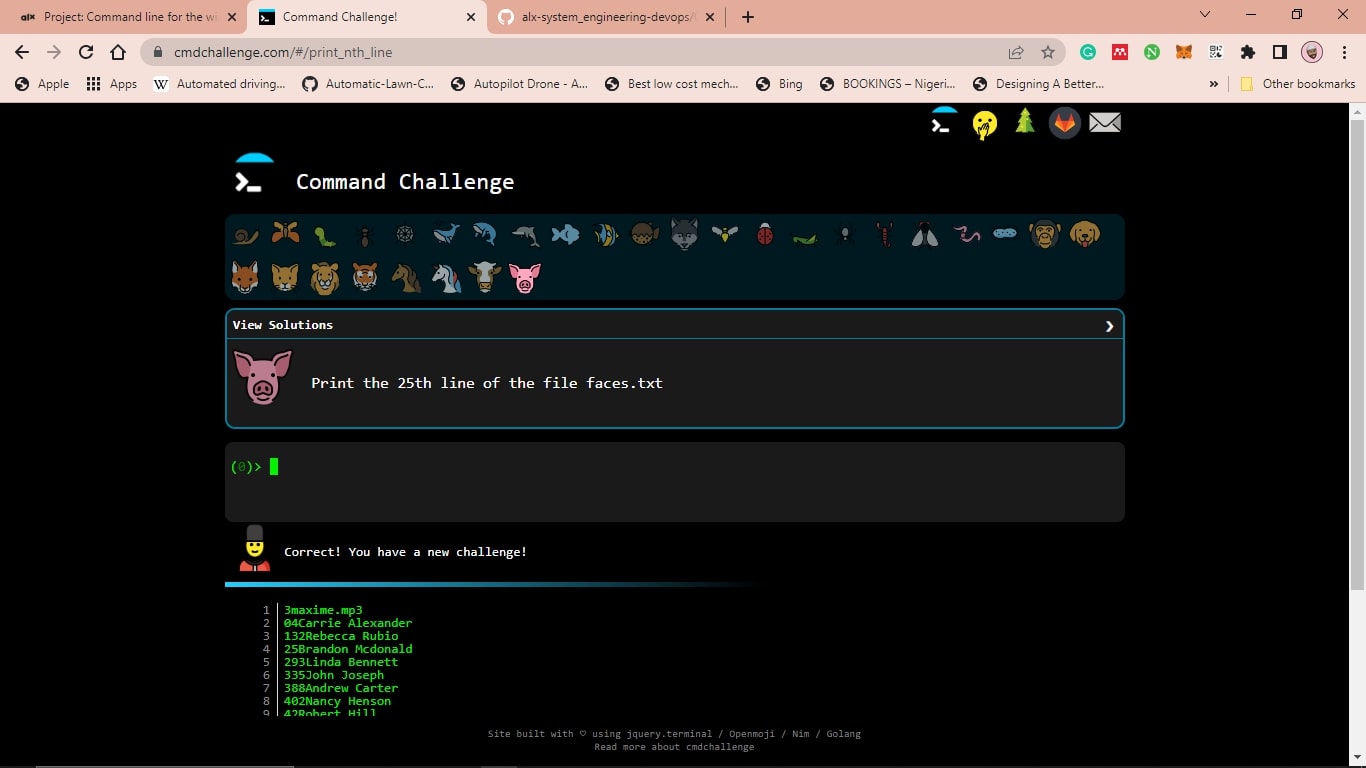 alx Project: Command line for the wi
Command Challenge!
alx-system_engineering-devops/
cmdchallenge.com/#/print_nth_line
Apple
Apps
W Automated driving...
Automatic-Lawn-C...
Autopilot Drone - A...
Best low cost mech...
Bing
BOOKINGS – Nigeri...
Designing A Better...
»
Other bookmarks
Command Challenge
View Solutions
Print the 25th line of the file faces.txt
(0)>
Correct! You have a new challenge!
1 3maxime.mp3
2 04Carrie Alexander
3 132Rebecca Rubio
4 25Brandon Mcdonald
5 293Linda Bennett
6 335John Joseph
7 388Andrew Carter
8 402Nancy Henson
9 42Robert Hill
Site built with ♡ using jquery.terminal / Openmoji / Nim / Golang
Read more about cmdchallenge